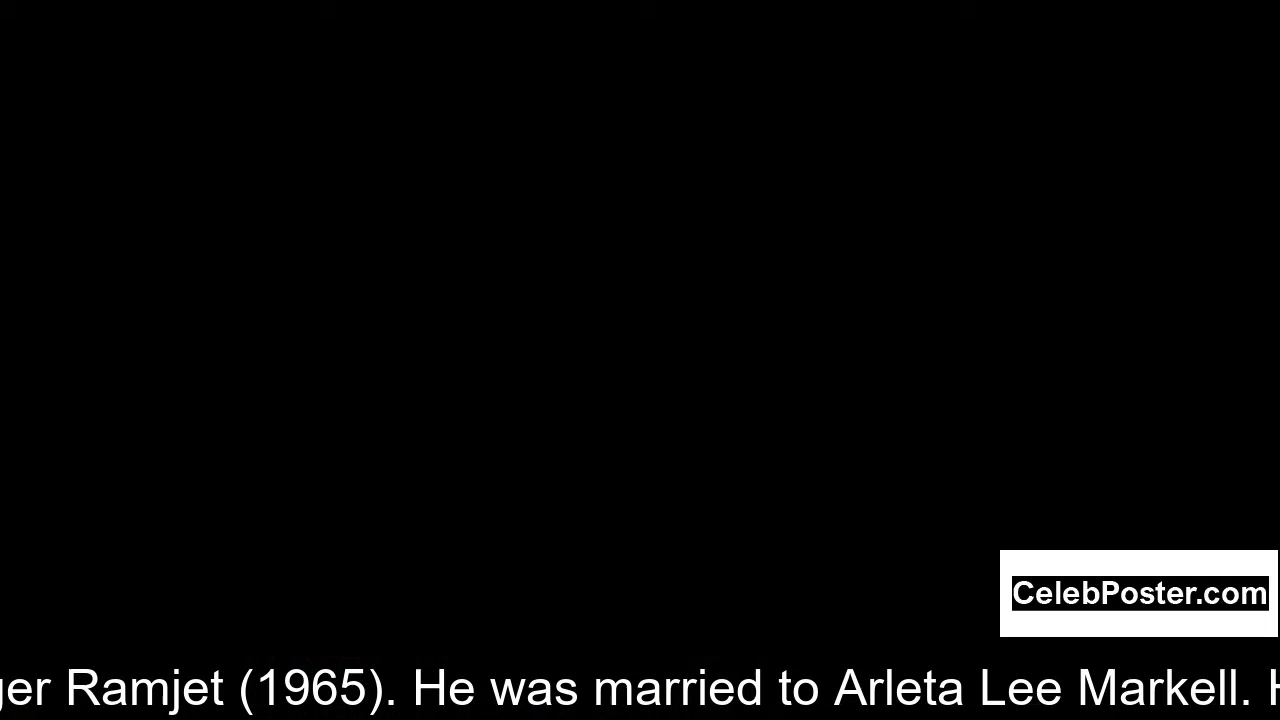 CelebPoster.com
ger Ramjet (1965). He was married to Arleta Lee Markell. H